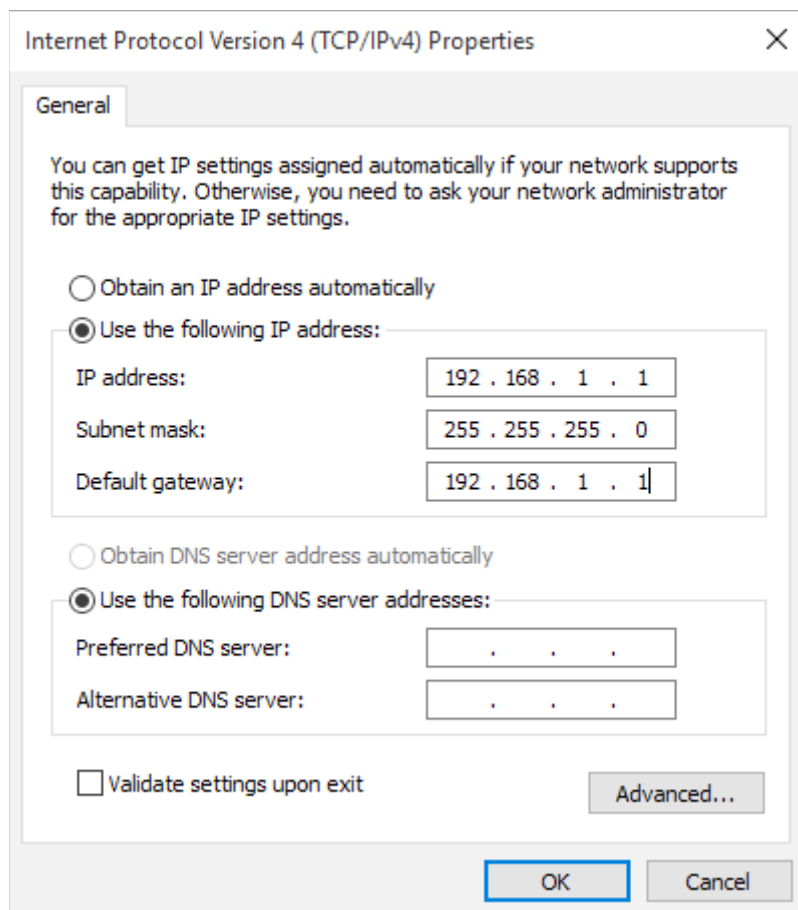 Internet Protocol Version 4 (TCP/IPv4) Properties
General
You can get IP settings assigned automatically if your network supports
this capability. Otherwise, you need to ask your network administrator
for the appropriate IP settings.
Obtain an IP address automatically
Use the following IP address:
IP address: 192 . 168 . 1 . 1
Subnet mask: 255 . 255 . 255 . 0
Default gateway: 192 . 168 . 1 . 1
Obtain DNS server address automatically
Use the following DNS server addresses:
Preferred DNS server: . . .
Alternative DNS server: . . .
Validate settings upon exit
Advanced...
OK Cancel